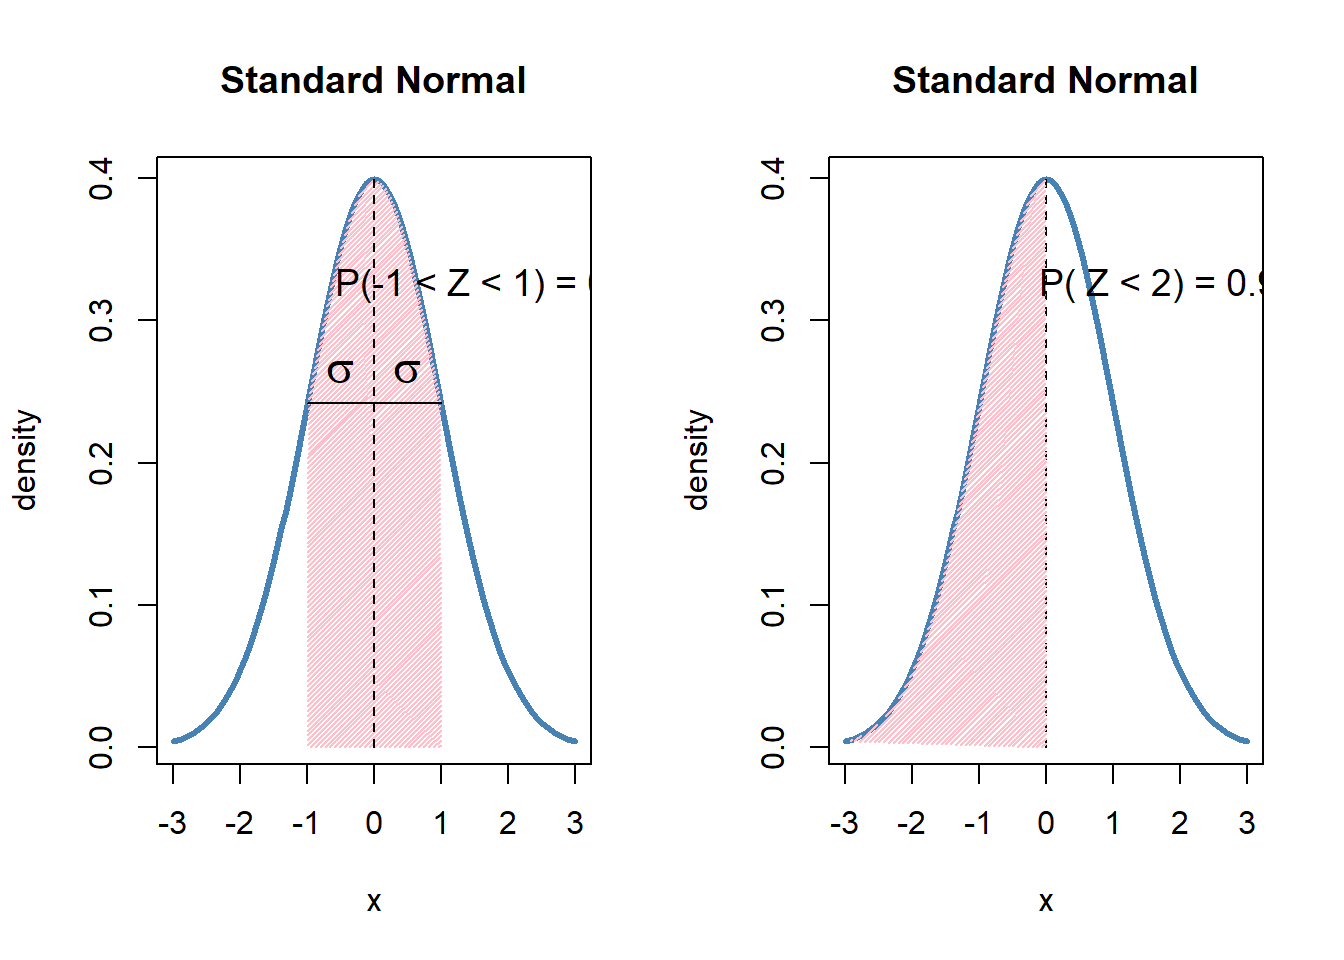 Standard Normal
density
0.4
0.3
0.2
0.1
0.0
P(-1 < Z < 1) =
σ σ
-3 -2 -1 0 1 2 3
x
Standard Normal
density
0.4
0.3
0.2
0.1
0.0
P( Z < 2) = 0.9
-3 -2 -1 0 1 2 3
x